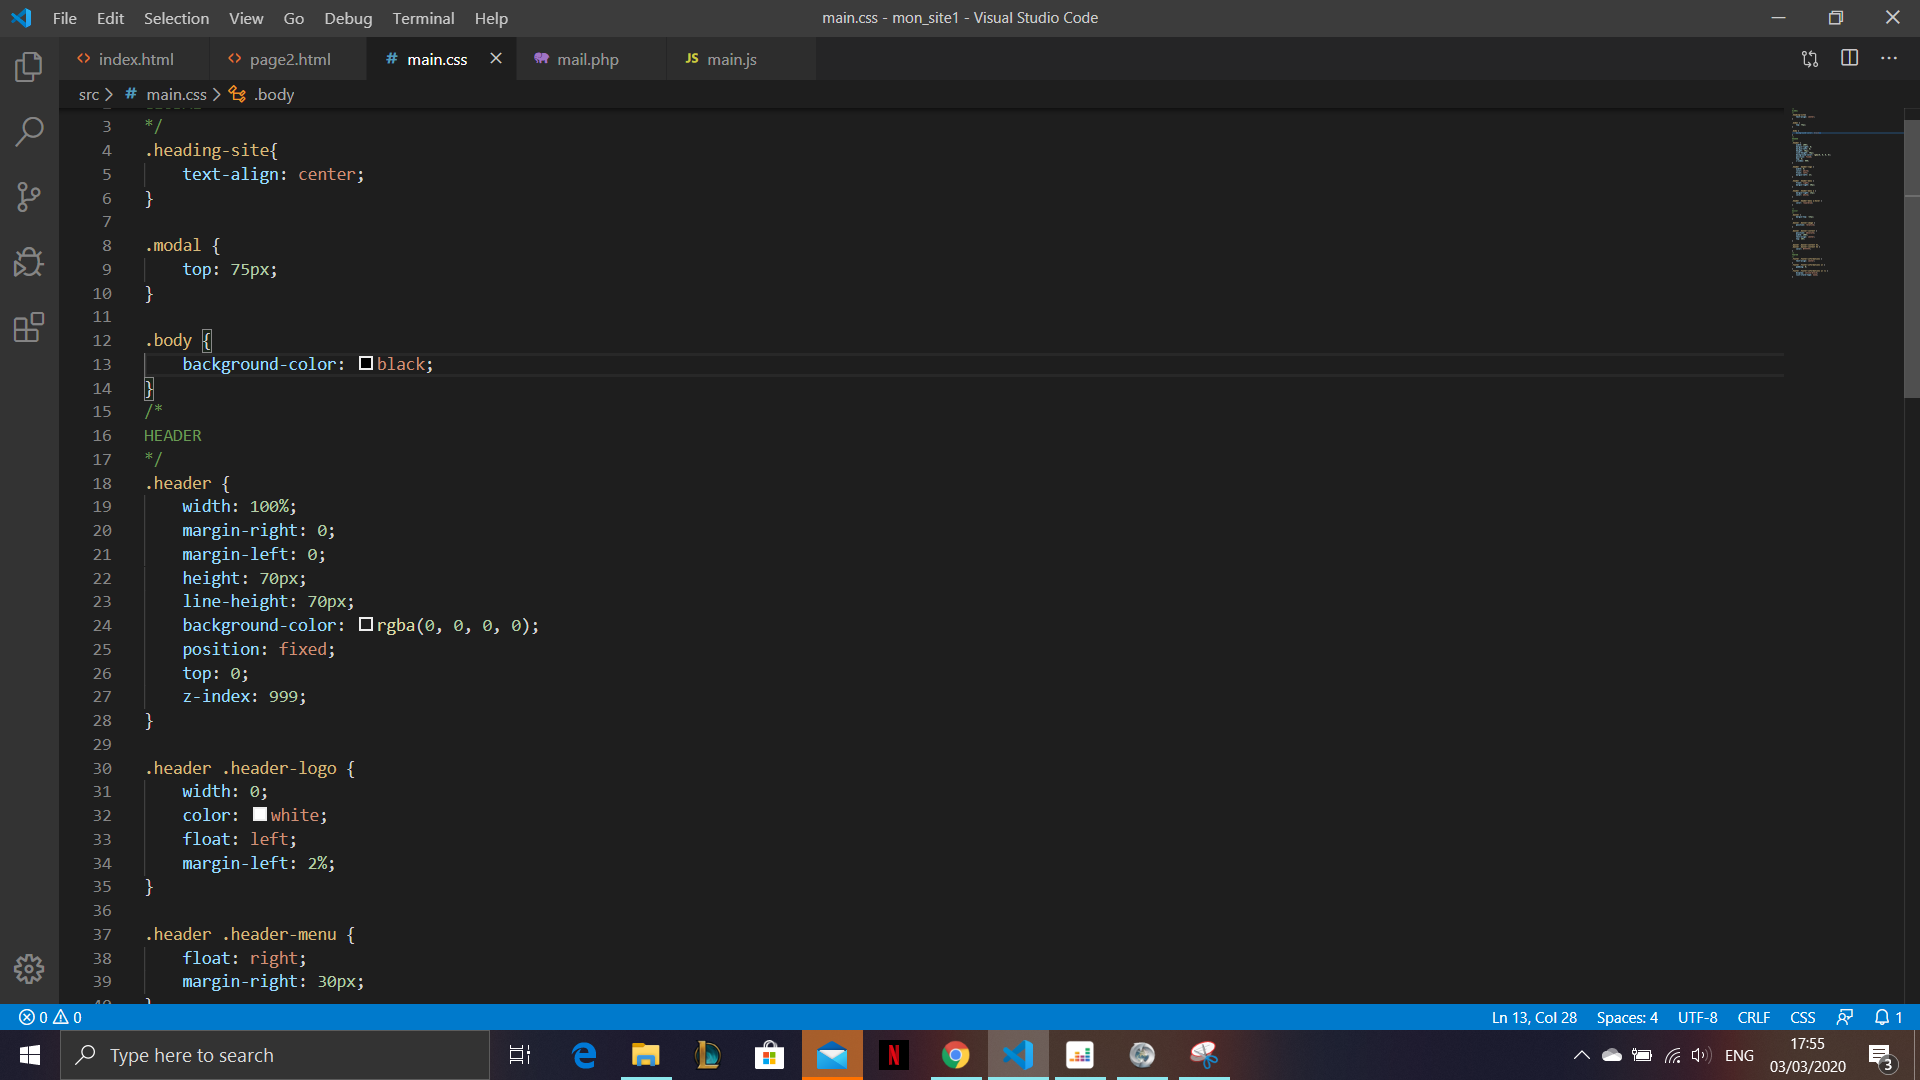 File Edit Selection View Go Debug Terminal Help
main.css - mon_site1 - Visual Studio Code
index.html
page2.html
# main.css
mail.php
JS main.js
src > # main.css > .body
3 */
4 .heading-site{
5 text-align: center;
6 }
7
8 .modal {
9 top: 75px;
10 }
11
12 .body {
13 background-color: black;
14 }
15 /*
16 HEADER
17 */
18 .header {
19 width: 100%;
20 margin-right: 0;
21 margin-left: 0;
22 height: 70px;
23 line-height: 70px;
24 background-color: rgba(0, 0, 0, 0);
25 position: fixed;
26 top: 0;
27 z-index: 999;
28 }
29
30 .header .header-logo {
31 width: 0;
32 color: white;
33 float: left;
34 margin-left: 2%;
35 }
36
37 .header .header-menu {
38 float: right;
39 margin-right: 30px;
0 0
Ln 13, Col 28 Spaces: 4 UTF-8 CRLF CSS 1
Type here to search
N
ENG
17:55
03/03/2020
3